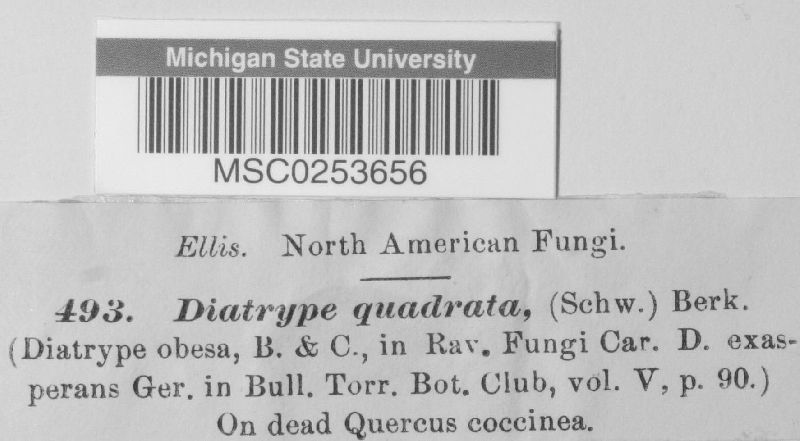 Michigan State University
MSC0253656
Ellis. North American Fungi.
493. Diatrype quadrata, (Schw.) Berk.
(Diatrype obesa, B. & C., in Rav. Fungi Car. D. exas-
perans Ger. in Bull. Torr. Bot. Club, vol. V, p. 90.)
On dead Quercus coccinea.